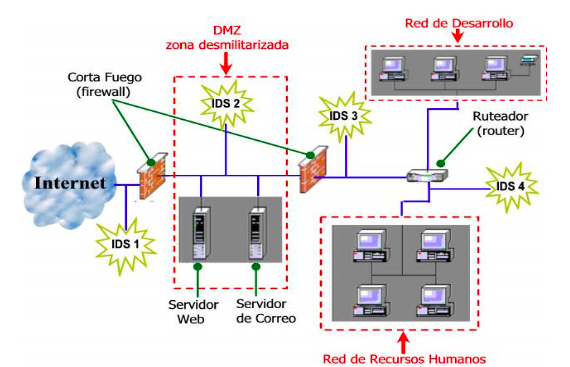 Red de Desarrollo
DMZ
zona desmilitarizada
Corta Fuego
(firewall)
IDS 2
IDS 3
Ruteador
(router)
Internet
IDS 4
IDS 1
Servidor
Web
Servidor
de Correo
Red de Recursos Humanos